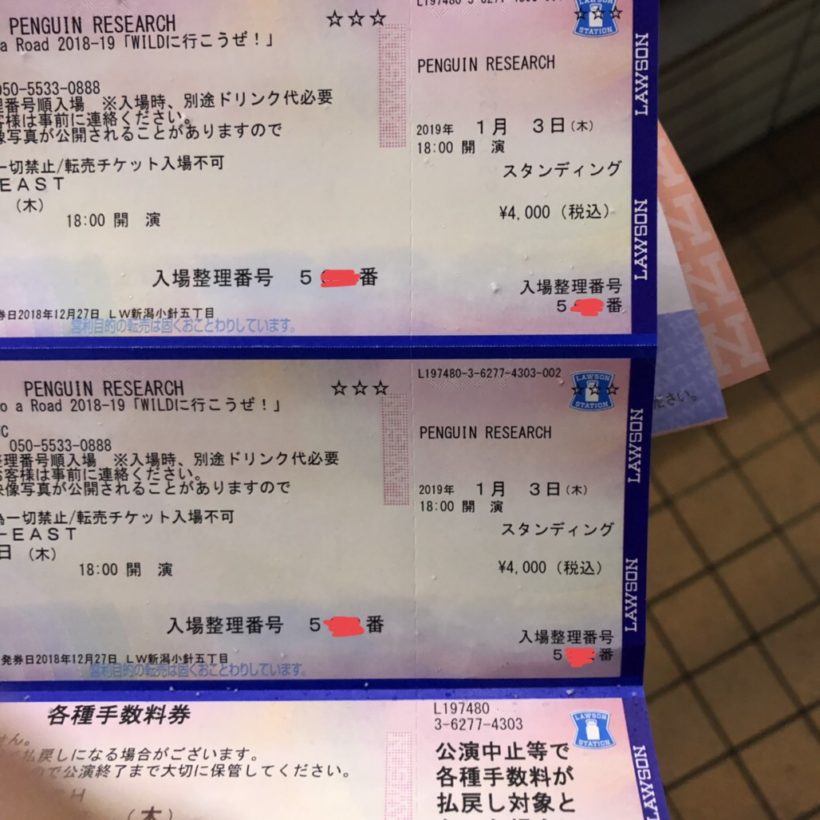 PENGUIN RESEARCH
☆☆☆
a Road 2018-19「WILDに行こうぜ!」
050-5533-0888
番号順入場 ※入場時、別途ドリンク代必要
客様は事前に連絡ください。
像写真が公開されることがありますので
一切禁止/転売チケット入場不可
EAST
(木)
18:00 開 演
入場整理番号 5
番
券日2018年12月27日 LW新潟小針五丁目
営利目的の転売は固くおことわりしています。
LAWSON
STATION
PENGUIN RESEARCH
2019年 1月 3日(木)
18:00 開 演
スタンディング
¥4,000(税込)
入場整理番号
5
番
LAWSON
LAWSON
PENGUIN RESEARCH
☆☆☆
o a Road 2018-19「WILDに行こうぜ!」
C
050-5533-0888
理番号順入場 ※入場時、別途ドリンク代必要
お客様は事前に連絡ください。
映像写真が公開されることがありますので
為一切禁止/転売チケット入場不可
-EAST
日(木)
18:00 開 演
入場整理番号 5
番
発券日2018年12月27日 LW新潟小針五丁目
営利目的の転売は固くおことわりしています。
L197480-3-6277-4303-002
LAWSON
STATION
PENGUIN RESEARCH
2019年 1月 3日(木)
18:00 開 演
スタンディング
¥4,000(税込)
入場整理番号
5
番
LAWSON
LAWSON
ださい。
各種手数料券
せん。
払戻しになる場合がございます。
ので公演終了まで大切に保管してください。
(木)
L197480
3-6277-4303
LAWSON
STATION
公演中止等で
各種手数料が
払戻し対象と
LAWSON